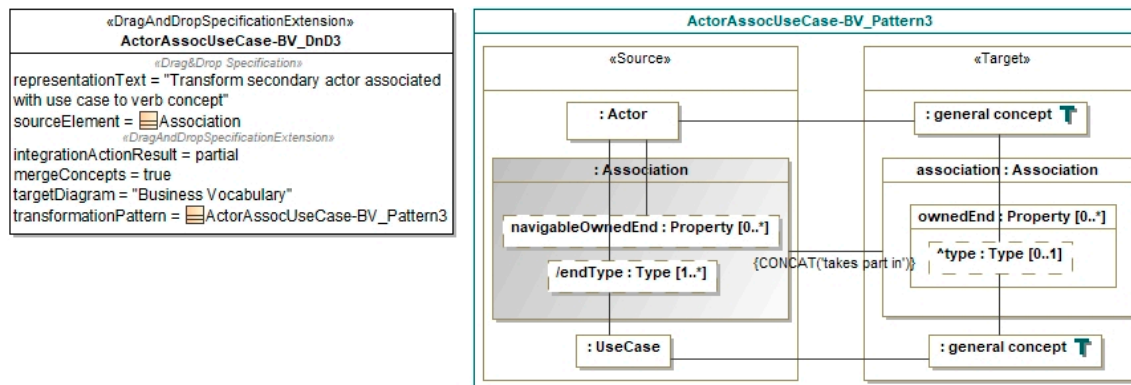 «DragAndDropSpecificationExtension»
ActorAssocUseCase-BV_DnD3
«Drag&Drop Specification»
representationText = "Transform secondary actor associated
with use case to verb concept"
sourceElement = Association
«DragAndDropSpecificationExtension»
integrationActionResult = partial
mergeConcepts = true
targetDiagram = "Business Vocabulary"
transformationPattern = ActorAssocUseCase-BV_Pattern3
ActorAssocUseCase-BV_Pattern3
«Source»
«Target»
: Actor
: general concept
: Association
association : Association
navigableOwnedEnd : Property [0..*]
ownedEnd : Property [0..*]
^type : Type [0..1]
{CONCAT('takes part in')}
/endType : Type [1..*]
: UseCase
: general concept